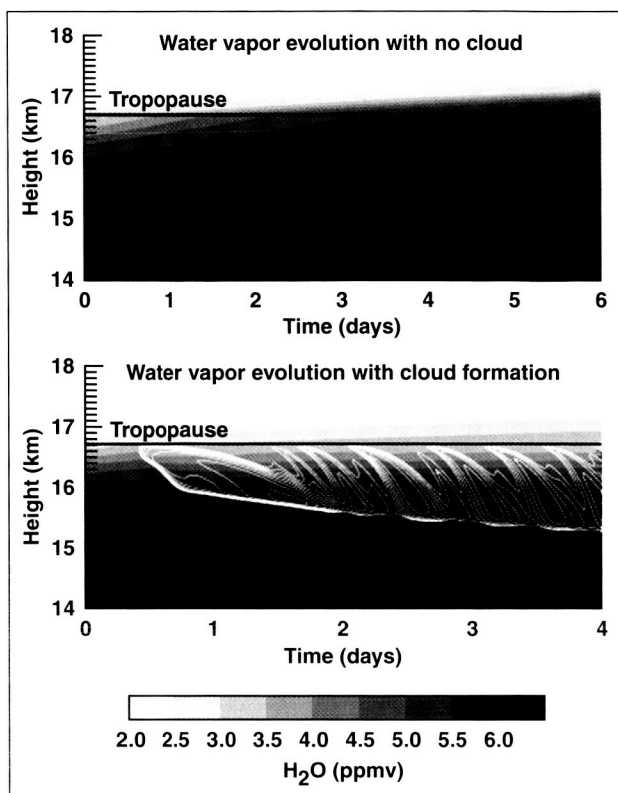 Water vapor evolution with no cloud
18
17
16
15
14
Height (km)
Tropopause
0 1 2 3 4 5 6
Time (days)
Water vapor evolution with cloud formation
18
17
16
15
14
Height (km)
Tropopause
0 1 2 3 4
Time (days)
2.0 2.5 3.0 3.5 4.0 4.5 5.0 5.5 6.0
H₂O (ppmv)